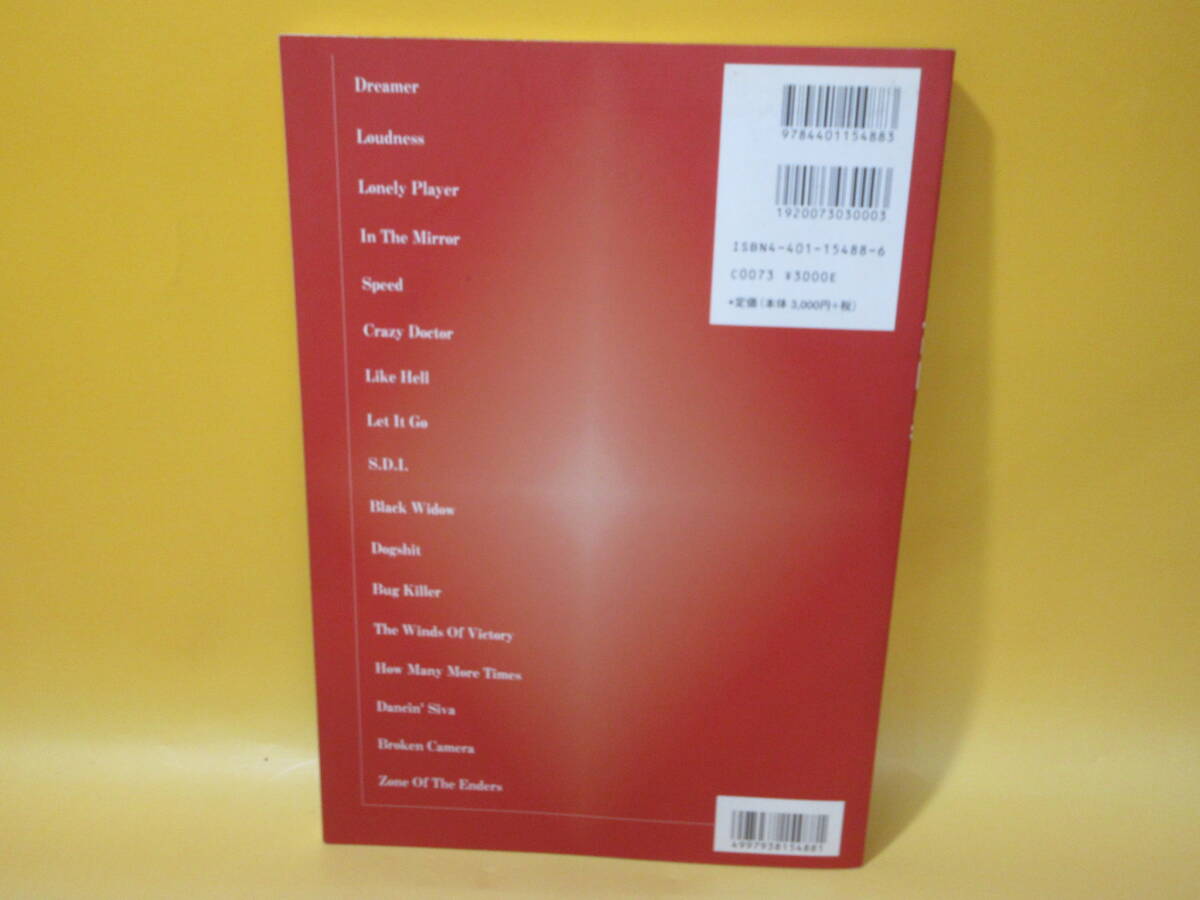 Dreamer
Loudness
Lonely Player
In The Mirror
Speed
Crazy Doctor
Like Hell
Let It Go
S.D.I.
Black Widow
Dogshit
Bug Killer
The Winds Of Victory
How Many More Times
Dancin' Siva
Broken Camera
Zone Of The Enders
9784401154883
1920073030003
ISBN4-401-15488-6
C0073 ¥3000E
•定価(本体 3,000円+税)
4997938154881